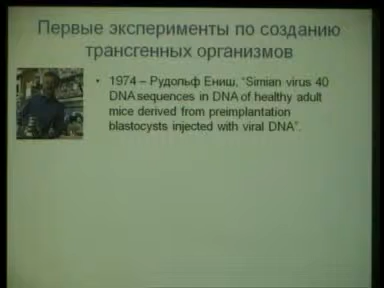 Первые эксперименты по созданию
трансгенных организмов
• 1974 – Рудольф Ениш, "Simian virus 40
DNA sequences in DNA of healthy adult
mice derived from preimplantation
blastocysts injected with viral DNA".